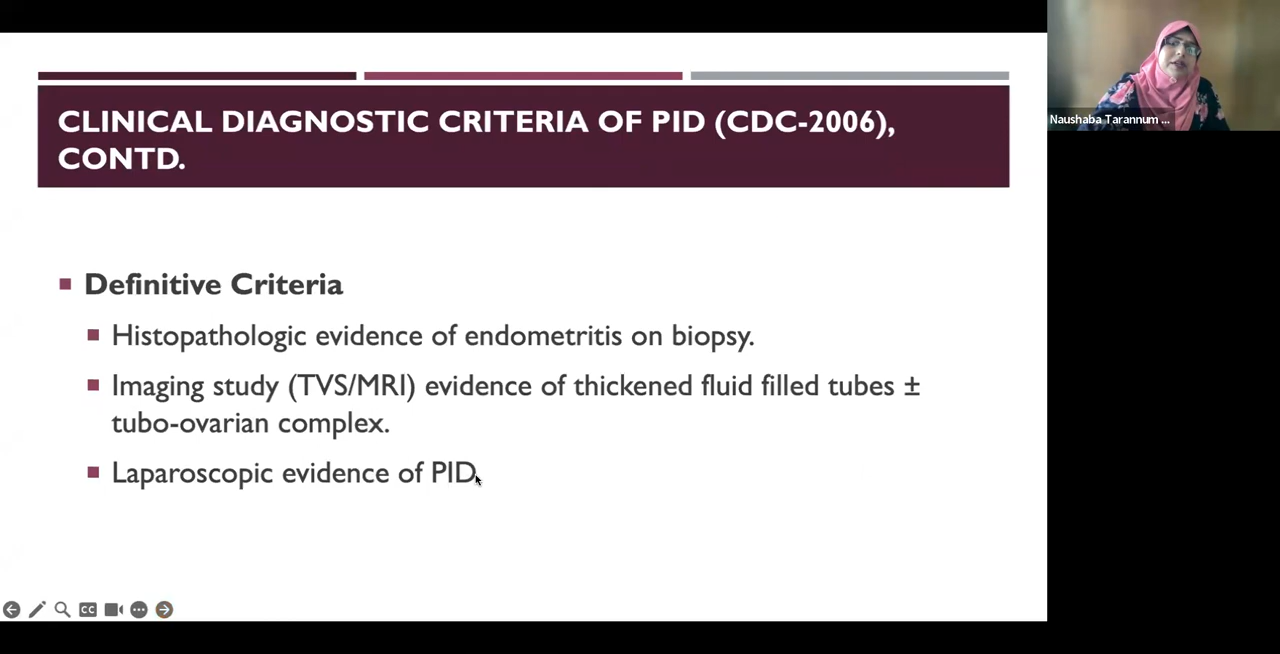 CLINICAL DIAGNOSTIC CRITERIA OF PID (CDC-2006),
CONTD.
Definitive Criteria
Histopathologic evidence of endometritis on biopsy.
Imaging study (TVS/MRI) evidence of thickened fluid filled tubes ±
tubo-ovarian complex.
Laparoscopic evidence of PID.
Naushaba Tarannum ...
CC